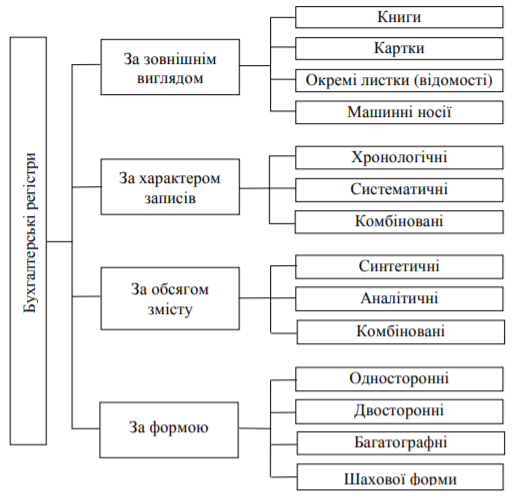 Бухгалтерські регістри
За зовнішнім
виглядом
Книги
Картки
Окремі листки (відомості)
Машинні носії
За характером
записів
Хронологічні
Систематичні
Комбіновані
За обсягом
змісту
Синтетичні
Аналітичні
Комбіновані
За формою
Односторонні
Двосторонні
Багатографні
Шахової форми